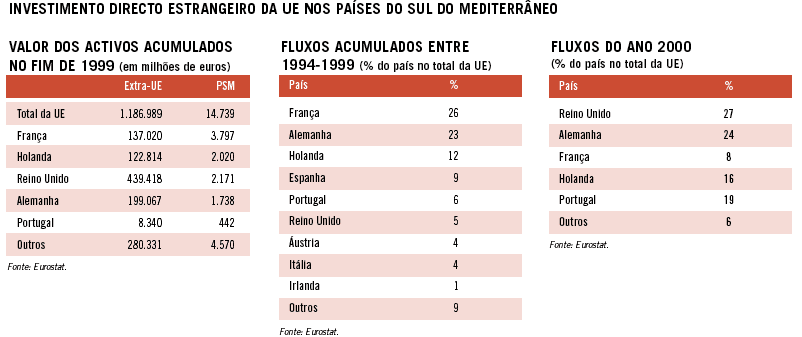 INVESTIMENTO DIRECTO ESTRANGEIRO DA UE NOS PAÍSES DO SUL DO MEDITERRÂNEO
VALOR DOS ACTIVOS ACUMULADOS
NO FIM DE 1999 (em milhões de euros)
Extra-UE PSM
Total da UE 1.186.989 14.739
França 137.020 3.797
Holanda 122.814 2.020
Reino Unido 439.418 2.171
Alemanha 199.067 1.738
Portugal 8.340 442
Outros 280.331 4.570
Fonte: Eurostat.
FLUXOS ACUMULADOS ENTRE
1994-1999 (% do país no total da UE)
País %
França 26
Alemanha 23
Holanda 12
Espanha 9
Portugal 6
Reino Unido 5
Áustria 4
Itália 4
Irlanda 1
Outros 9
Fonte: Eurostat.
FLUXOS DO ANO 2000
(% do país no total da UE)
País %
Reino Unido 27
Alemanha 24
França 8
Holanda 16
Portugal 19
Outros 6
Fonte: Eurostat.